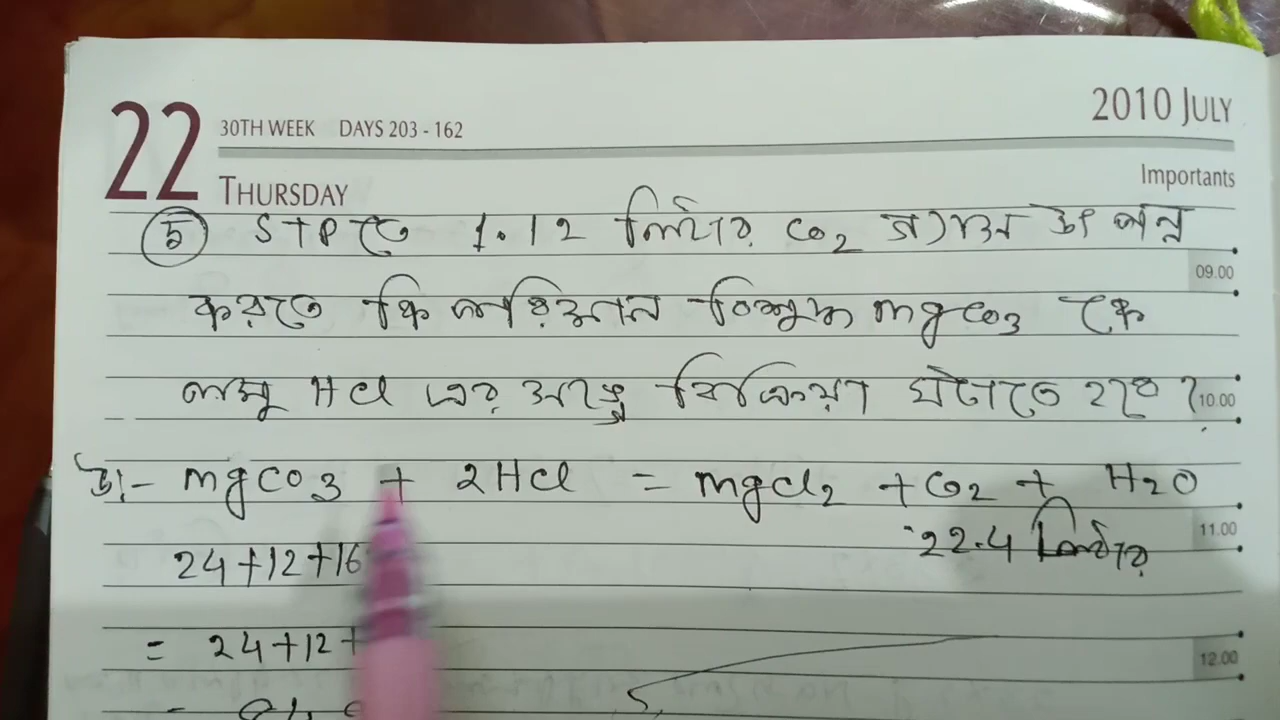 22
30TH WEEK DAYS 203 - 162
2010 JULY
THURSDAY
Importants
৳ STP তে 1.12 লিটার CO2 গ্যাস উৎপন্ন
09.00
করতে কি পরিমান বিশুদ্ধ mgco3 কে
লঘু HCl এর সঙ্গে বিক্রিয়া ঘটাতে হবে ?
10.00
উঃ- mgco3 + 2HCl = mgcl2 + CO2 + H2O
11.00
24+12+16 22.4 লিটার
= 24+12+
12.00